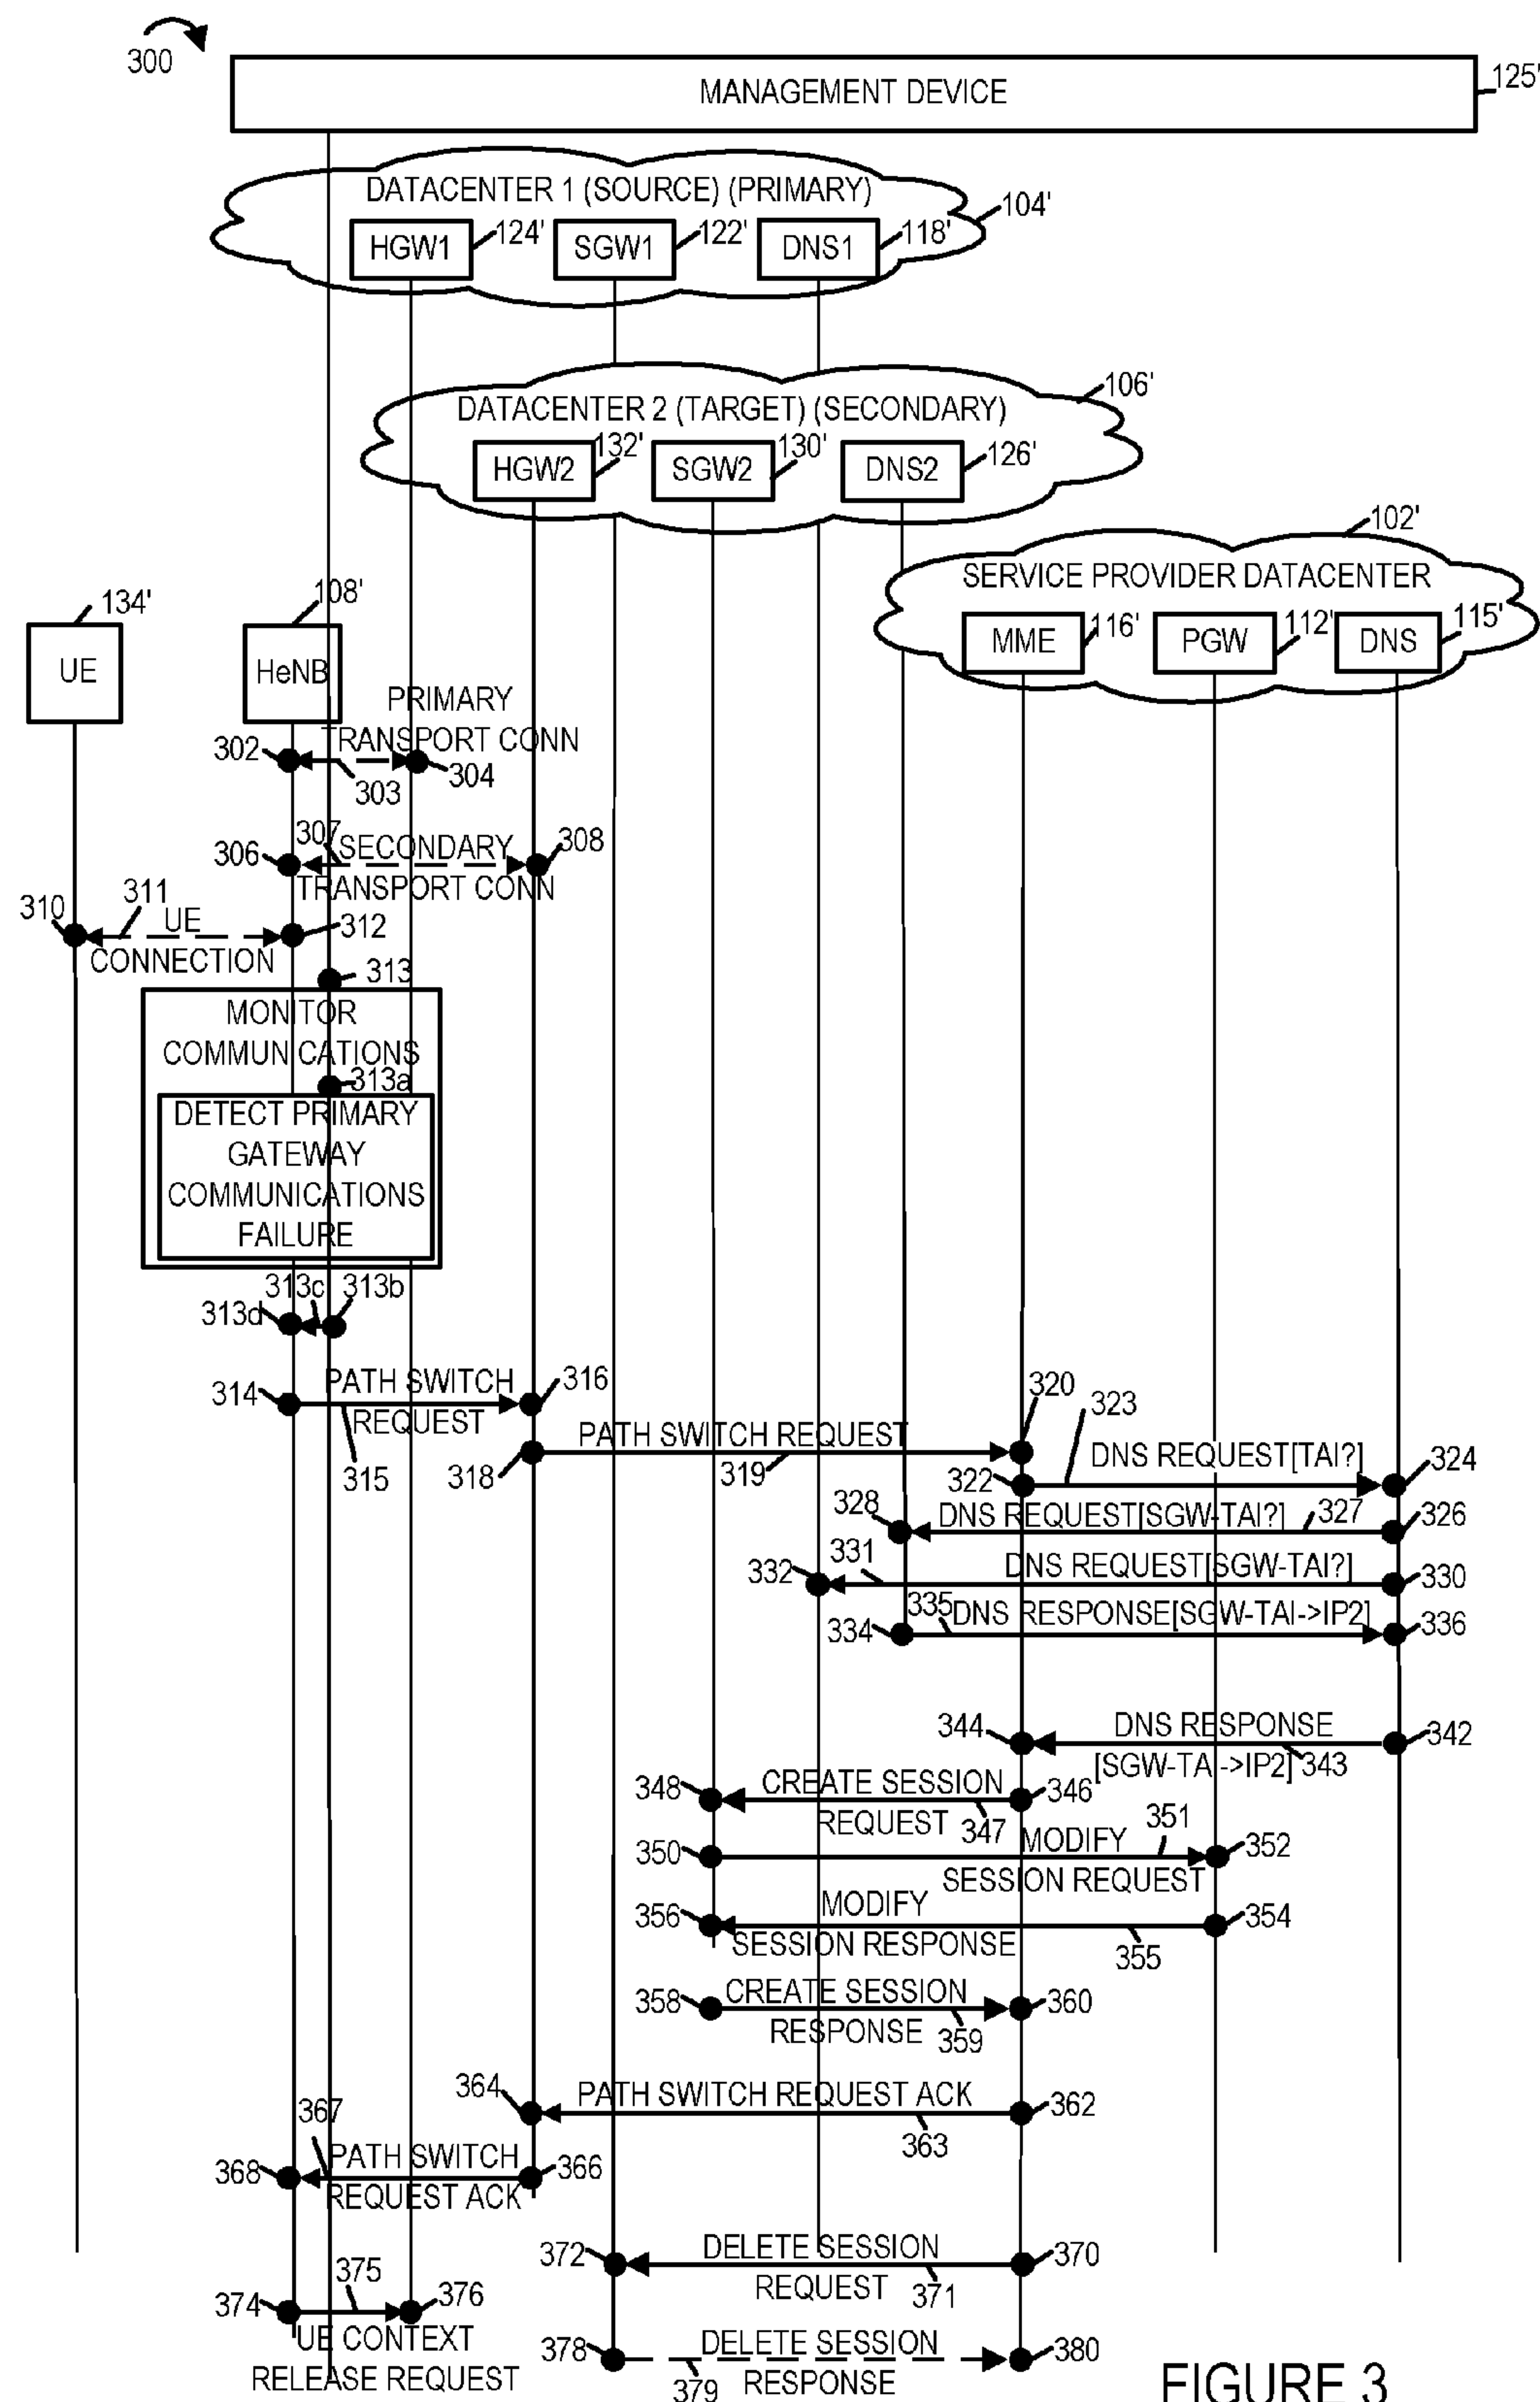 300
MANAGEMENT DEVICE
125'
DATACENTER 1 (SOURCE) (PRIMARY)
104'
HGW1
124'
SGW1
122'
DNS1
118'
DATACENTER 2 (TARGET) (SECONDARY)
106'
HGW2
132'
SGW2
130'
DNS2
126'
102'
SERVICE PROVIDER DATACENTER
MME
116'
PGW
112'
DNS
115'
134'
UE
108'
HeNB
PRIMARY
TRANSPORT CONN
302
303
304
307
SECONDARY
306
308
TRANSPORT CONN
310
311
UE
312
CONNECTION
313
MONITOR
COMMUNICATIONS
313a
DETECT PRIMARY
GATEWAY
COMMUNICATIONS
FAILURE
313c
313b
313d
314
PATH SWITCH
316
REQUEST
315
320
323
PATH SWITCH REQUEST
318
319
DNS REQUEST[TAI?]
322
324
328
DNS REQUEST[SGW-TAI?]
327
326
332
331
DNS REQUEST[SGW-TAI?]
330
334
335
DNS RESPONSE[SGW-TAI->IP2]
336
344
DNS RESPONSE
342
[SGW-TAI->IP2]
343
348
CREATE SESSION
346
REQUEST
347
351
350
MODIFY
352
SESSION REQUEST
356
MODIFY
354
SESSION RESPONSE
355
358
CREATE SESSION
360
RESPONSE
359
364
PATH SWITCH REQUEST ACK
362
363
367
368
PATH SWITCH
366
REQUEST ACK
372
DELETE SESSION
370
REQUEST
371
375
374
376
UE CONTEXT
RELEASE REQUEST
378
DELETE SESSION
380
379
RESPONSE
FIGURE 3